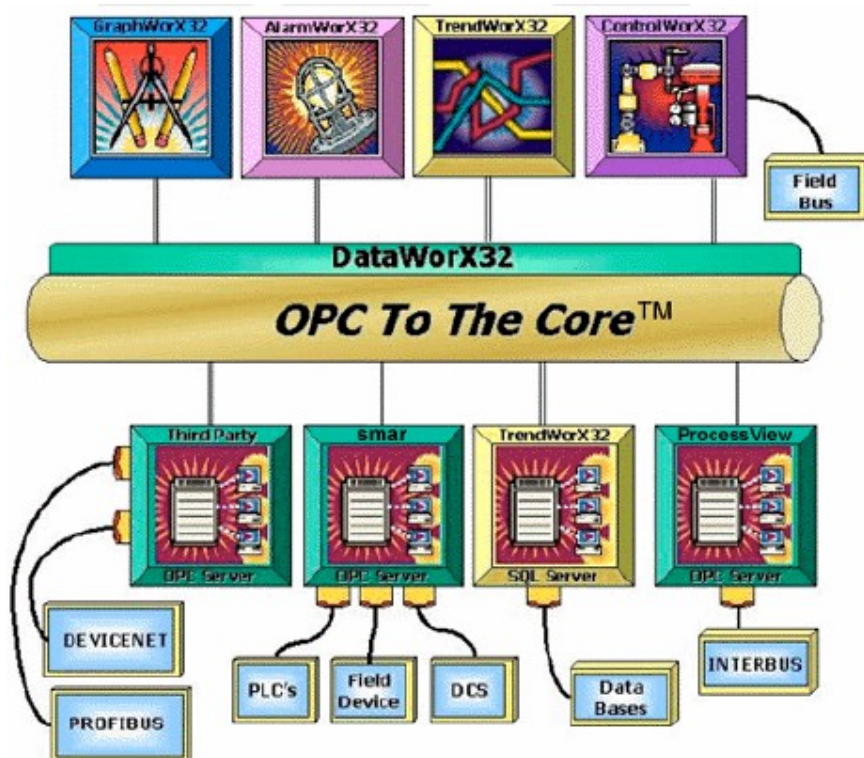 GraphWorX32
AlarmWorX32
TrendWorX32
ControlWorX32
Field
Bus
DataWorX32
OPC To The Core™
Third Party
smar
TrendWorX32
ProcessView
OPC Server
OPC Server
SQL Server
OPC Server
DEVICENET
PROFIBUS
PLC's
Field
Device
DCS
Data
Bases
INTERBUS